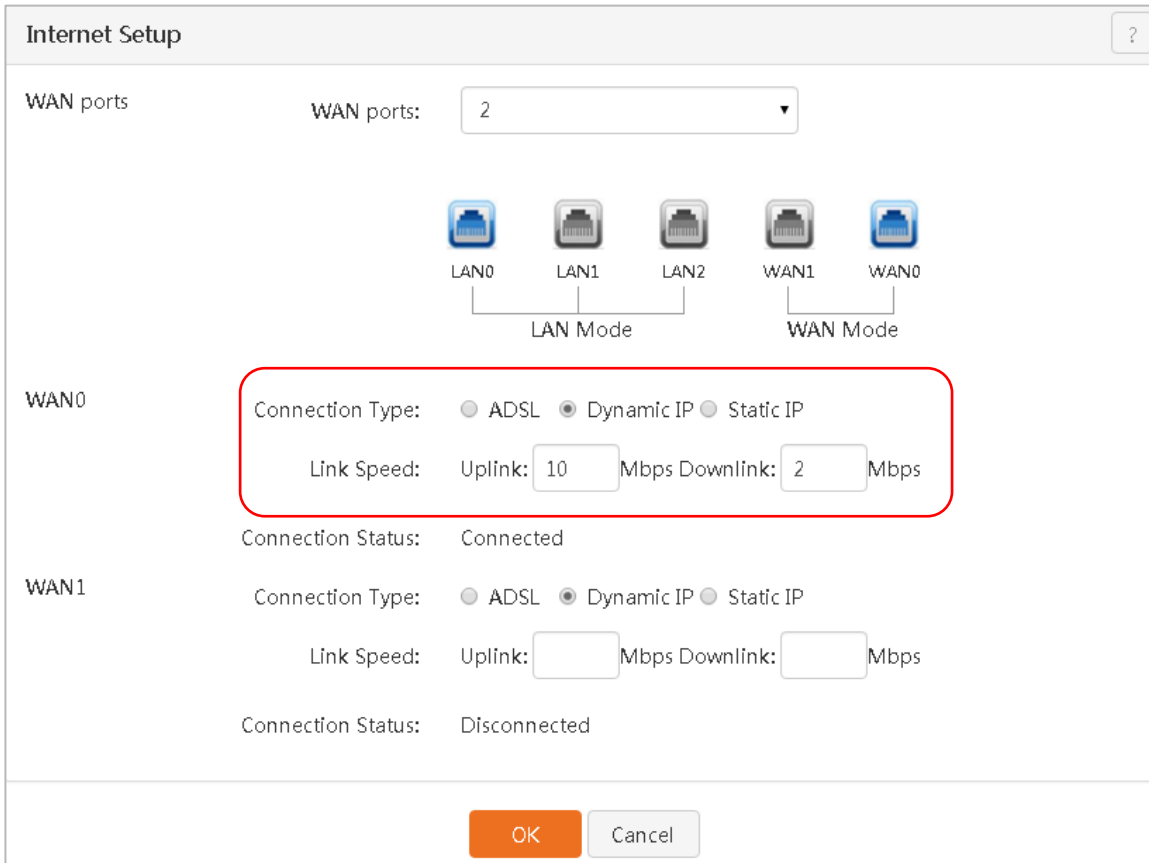 Internet Setup ?
WAN ports WAN ports: 2
LAN0 LAN1 LAN2 WAN1 WAN0
LAN Mode WAN Mode
WAN0 Connection Type: ADSL Dynamic IP Static IP
Link Speed: Uplink: 10 Mbps Downlink: 2 Mbps
Connection Status: Connected
WAN1 Connection Type: ADSL Dynamic IP Static IP
Link Speed: Uplink: Mbps Downlink: Mbps
Connection Status: Disconnected
OK Cancel